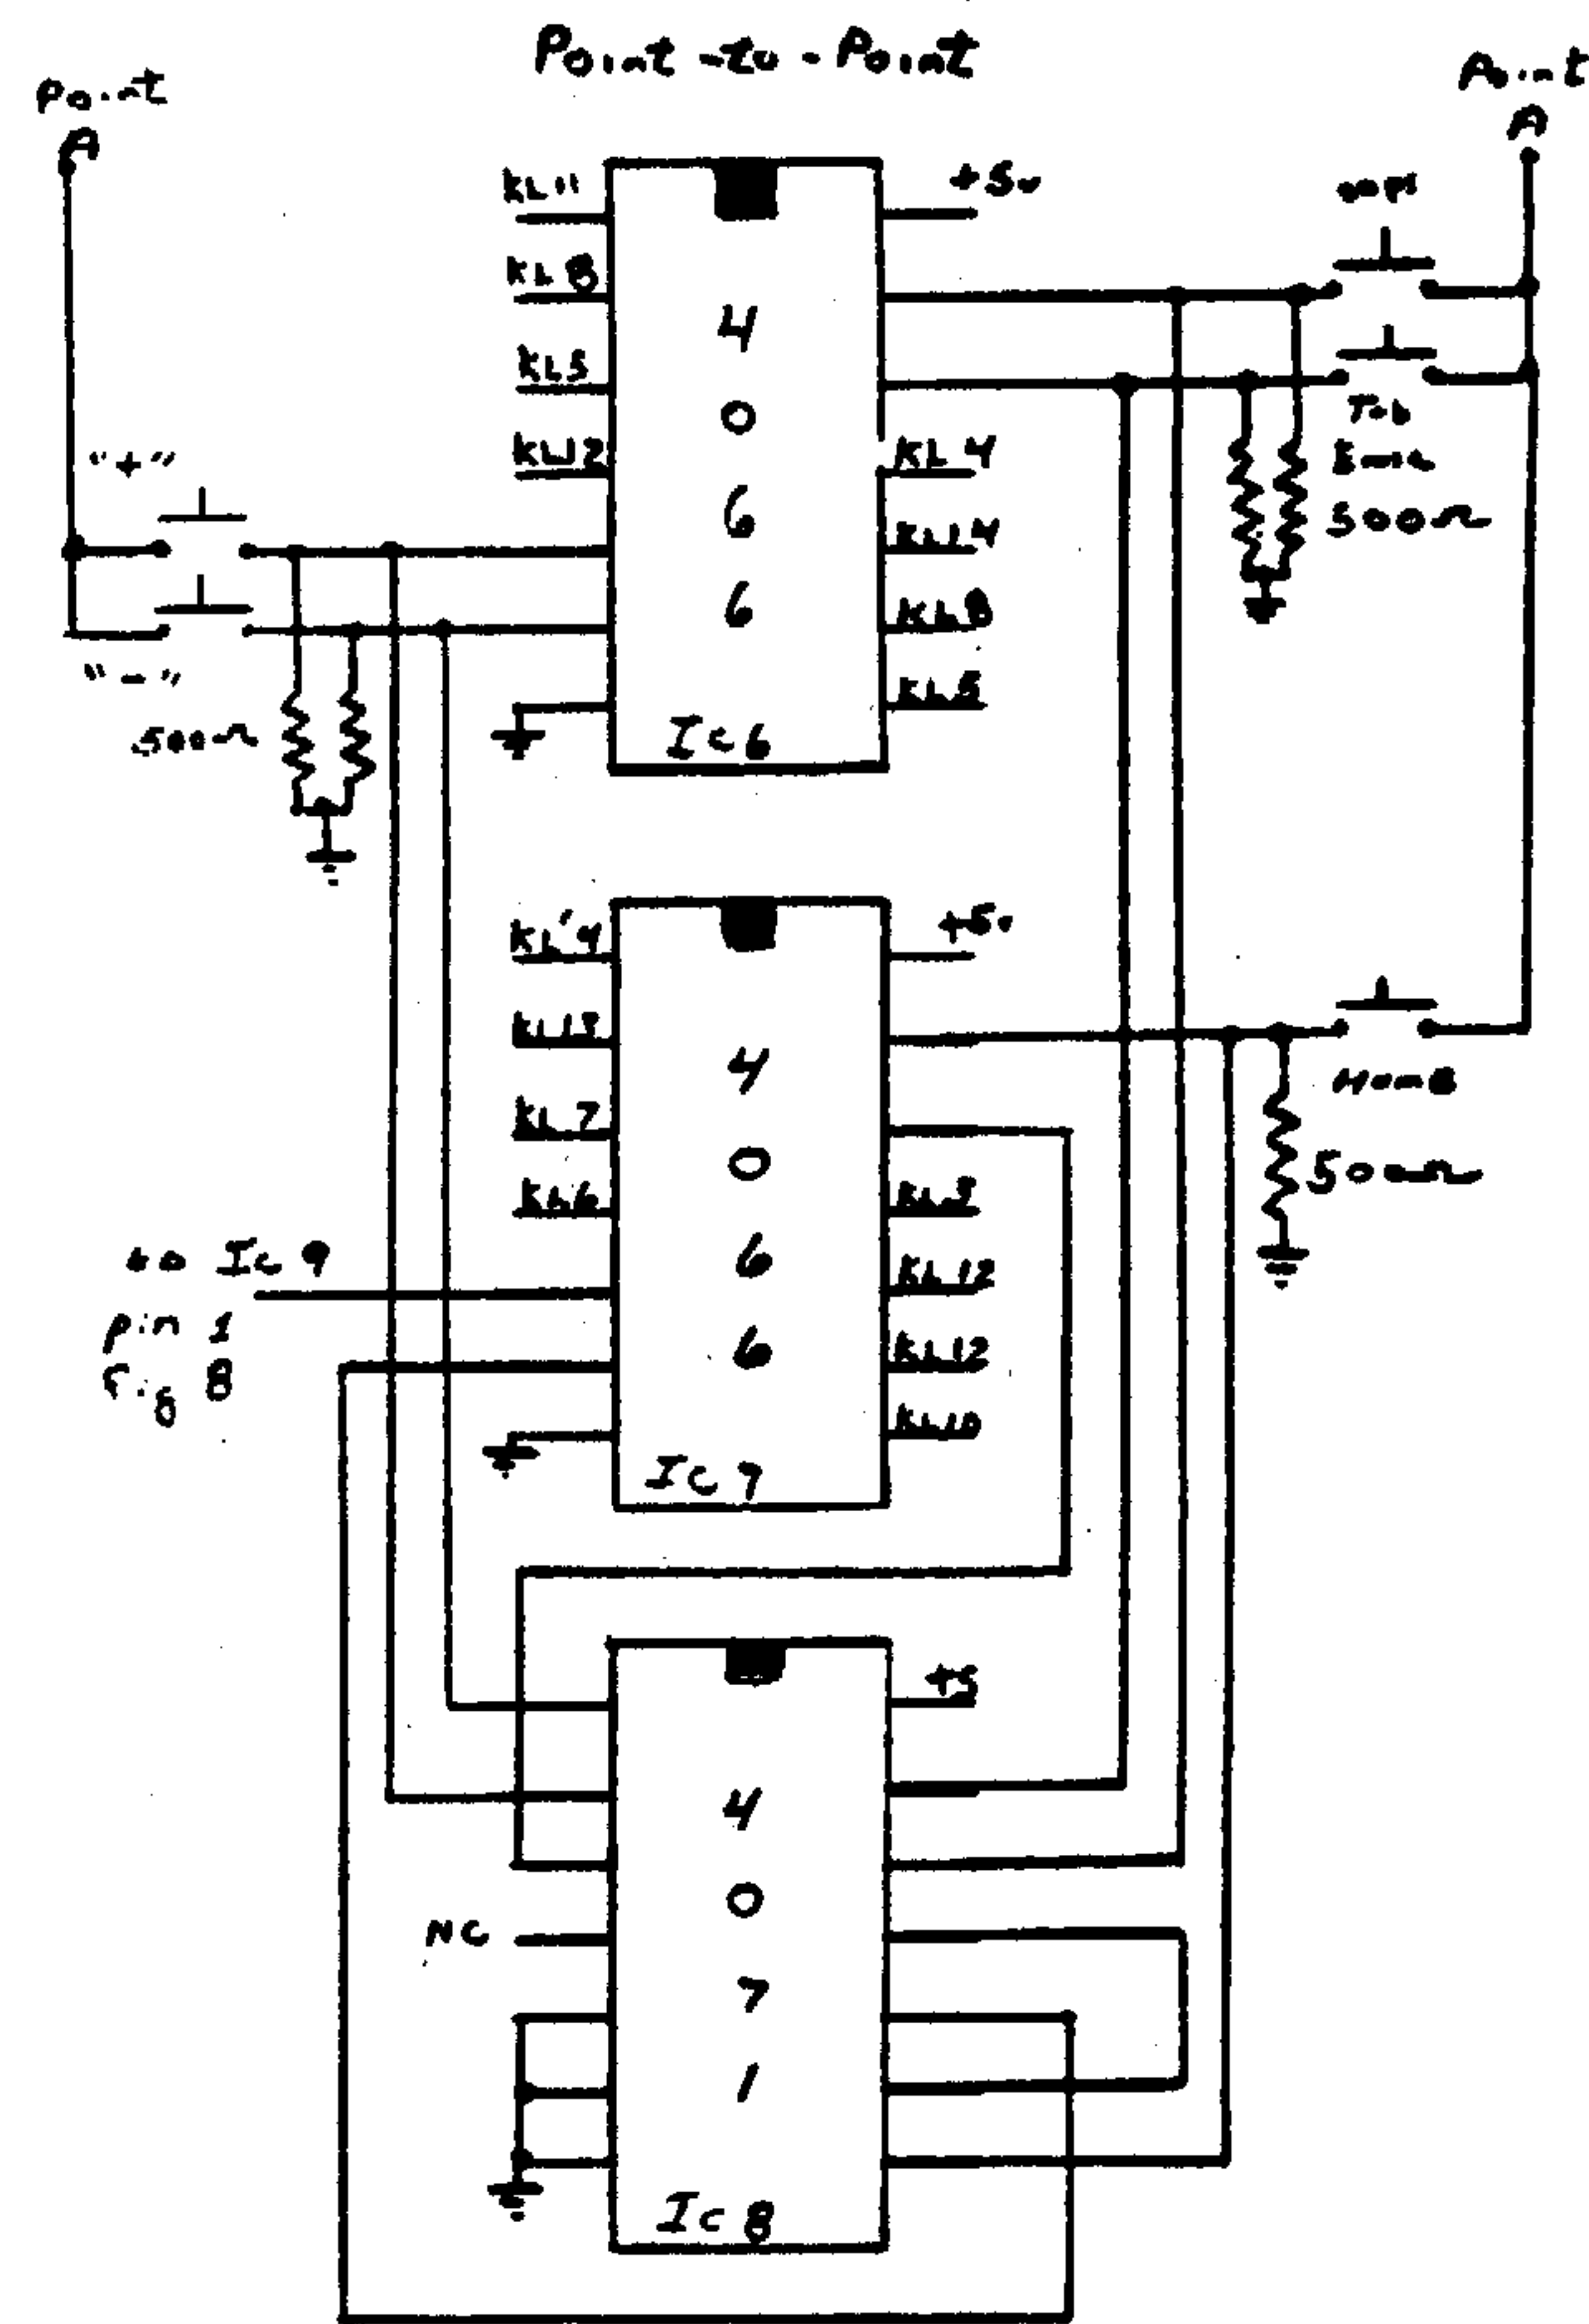 Point-to-Point
Point
A
Point
A
KL11
KL8
KL5
KL12
+5v
4
0
6
6
KL4
KL14
KL8
KL5
Ic6
"+"
"-"
500Ω
Tab
500Ω
KL14
KL13
KL7
KL6
+5v
4
0
6
6
KL12
KL12
KL10
Ic7
Home
500Ω
to Ic9
pin 1
Fig 8
+5
4
0
7
1
NC
Ic8